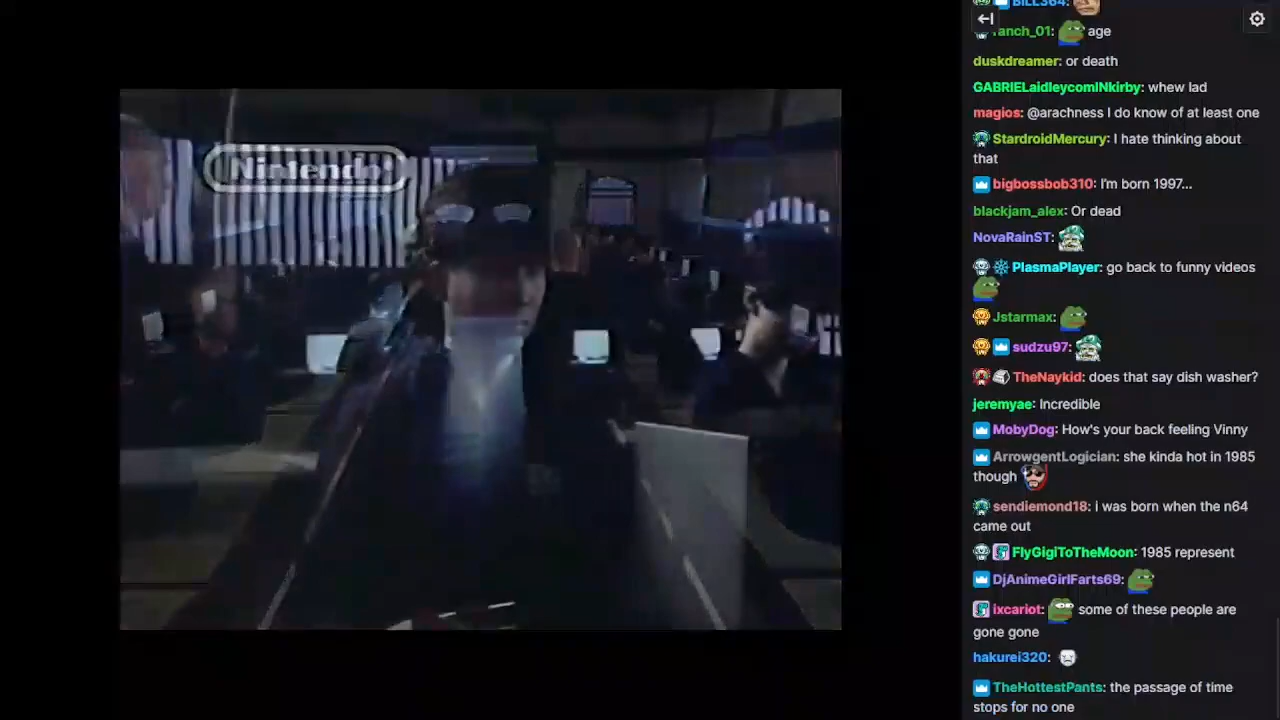 Nintendo
BILL364:
ranch_01: age
duskdreamer: or death
GABRIELaidleycomINkirby: whew lad
magios: @arachness I do know of at least one
StardroidMercury: I hate thinking about
that
bigbossbob310: I'm born 1997...
blackjam_alex: Or dead
NovaRainST:
PlasmaPlayer: go back to funny videos
Jstarmax:
sudzu97:
TheNaykid: does that say dish washer?
jeremyae: Incredible
MobyDog: How's your back feeling Vinny
ArrowgentLogician: she kinda hot in 1985
though
sendiemond18: i was born when the n64
came out
FlyGigiToTheMoon: 1985 represent
DjAnimeGirlFarts69:
ixcariot: some of these people are
gone gone
hakurei320:
TheHottestPants: the passage of time
stops for no one